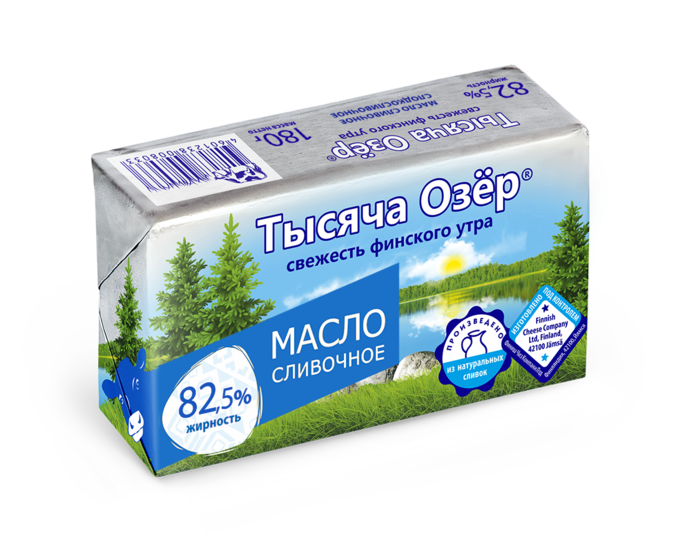 4601238008033
180 г
масса нетто
82,5%
жирность
МАСЛО СЛИВОЧНОЕ
СЛАДКОСЛИВОЧНОЕ
свежесть финского утра
Тысяча Озёр®
Тысяча Озёр®
свежесть финского утра
МАСЛО
СЛИВОЧНОЕ
82,5%
жирность
ПРОИЗВЕДЕНО
из натуральных
сливок
ИЗГОТОВЛЕНО
ПОД КОНТРОЛЕМ
Finnish
Cheese Company
Ltd, Finland,
42100 Jämsä